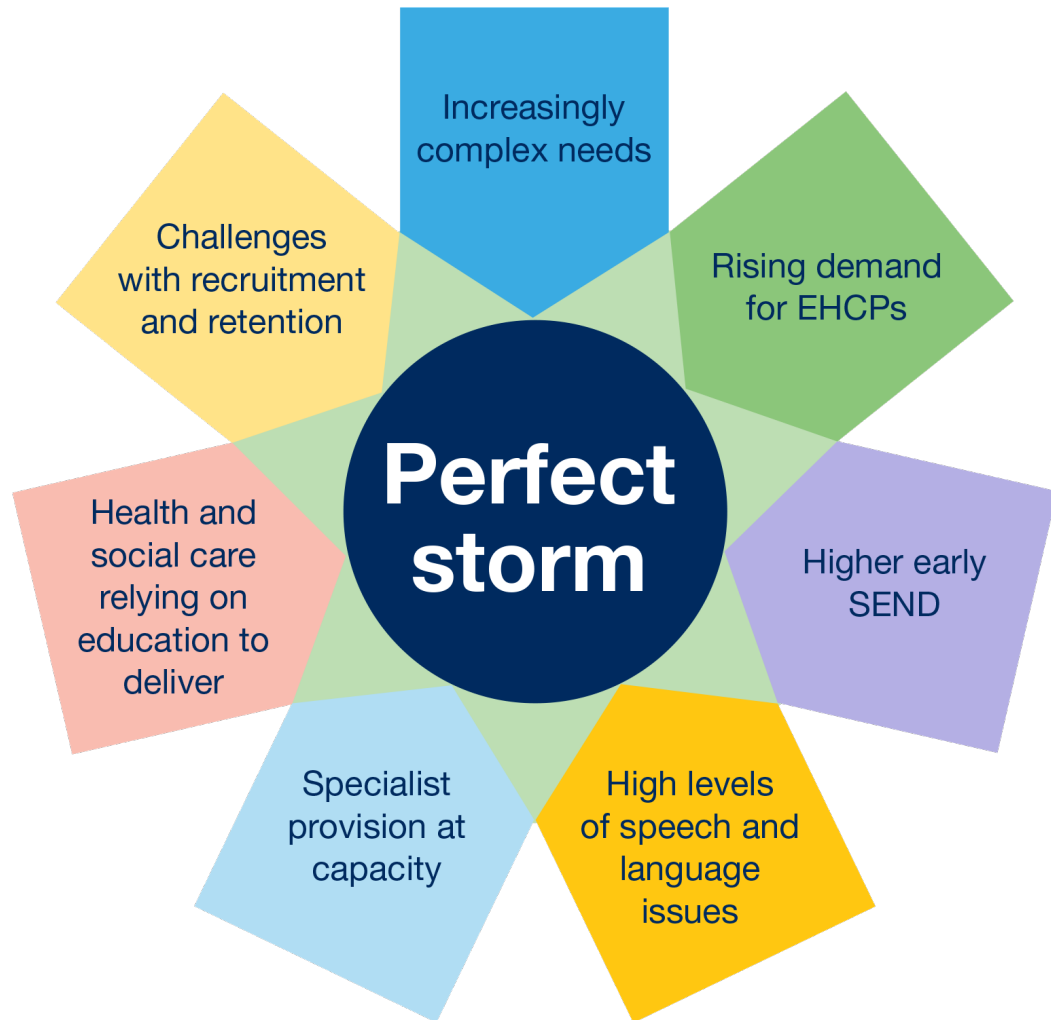 Increasingly
complex needs
Rising demand
for EHCPs
Higher early
SEND
High levels
of speech and
language
issues
Specialist
provision at
capacity
Health and
social care
relying on
education to
deliver
Challenges
with recruitment
and retention
Perfect
storm